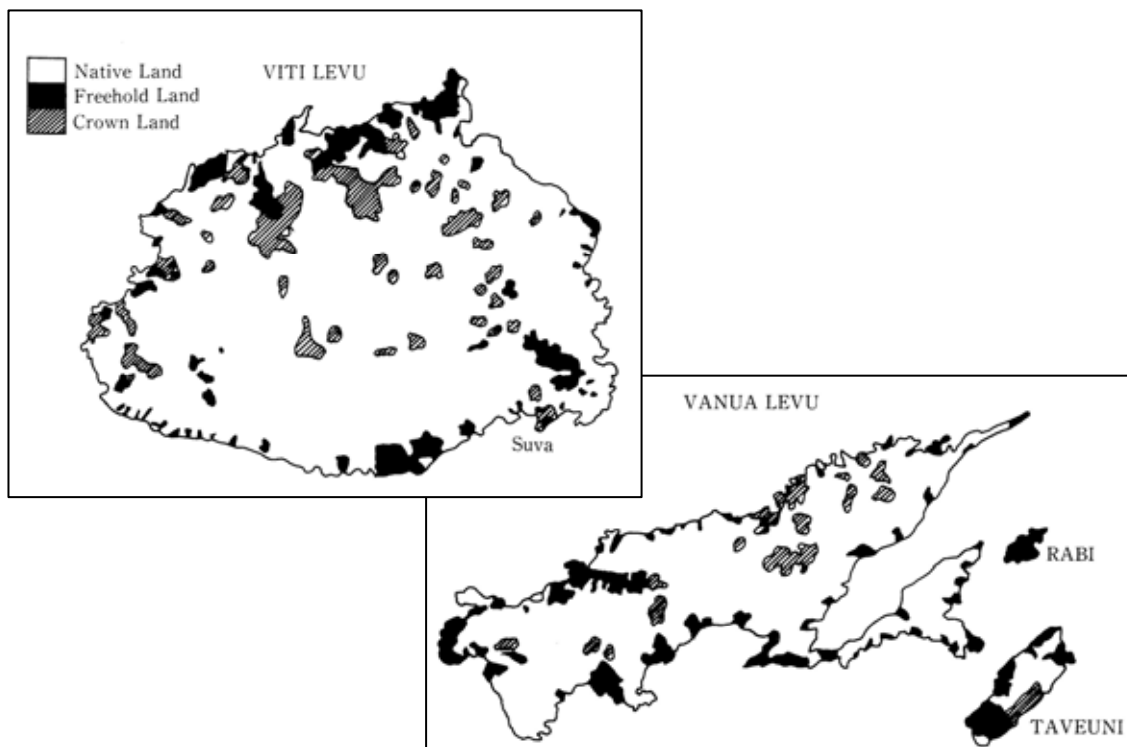 VITI LEVU
Native Land
Freehold Land
Crown Land
Suva
VANUA LEVU
RABI
TAVEUNI